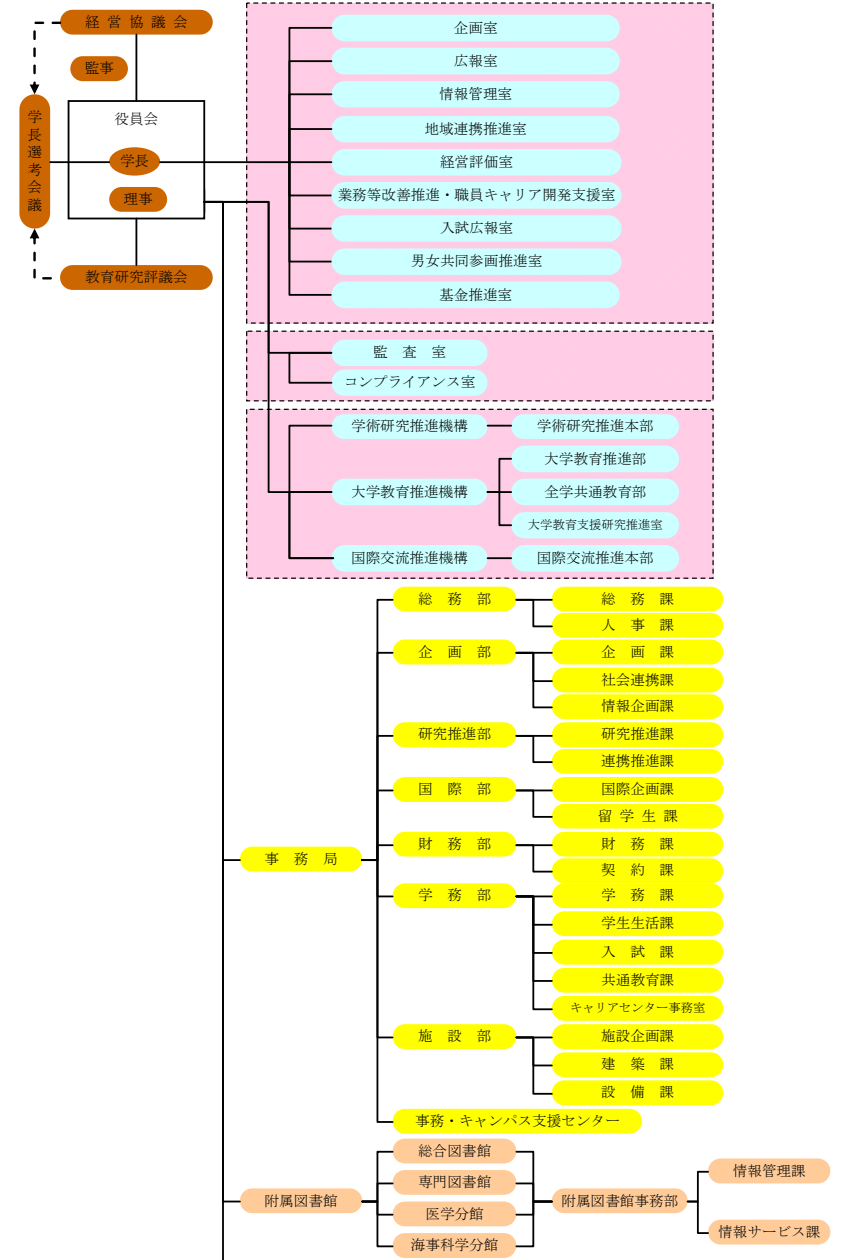 経 営 協 議 会
監事
役員会
学長選考会議
学長
理事
教育研究評議会
企画室
広報室
情報管理室
地域連携推進室
経営評価室
業務等改善推進・職員キャリア開発支援室
入試広報室
男女共同参画推進室
基金推進室
監 査 室
コンプライアンス室
学術研究推進機構
学術研究推進本部
大学教育推進機構
大学教育推進部
全学共通教育部
大学教育支援研究推進室
国際交流推進機構
国際交流推進本部
事 務 局
総 務 部
総 務 課
人 事 課
企 画 部
企 画 課
社会連携課
情報企画課
研究推進部
研究推進課
連携推進課
国 際 部
国際企画課
留 学 生 課
財 務 部
財 務 課
契 約 課
学 務 部
学 務 課
学生生活課
入 試 課
共通教育課
キャリアセンター事務室
施 設 部
施設企画課
建 築 課
設 備 課
事務・キャンパス支援センター
附属図書館
総合図書館
専門図書館
医学分館
海事科学分館
附属図書館事務部
情報管理課
情報サービス課